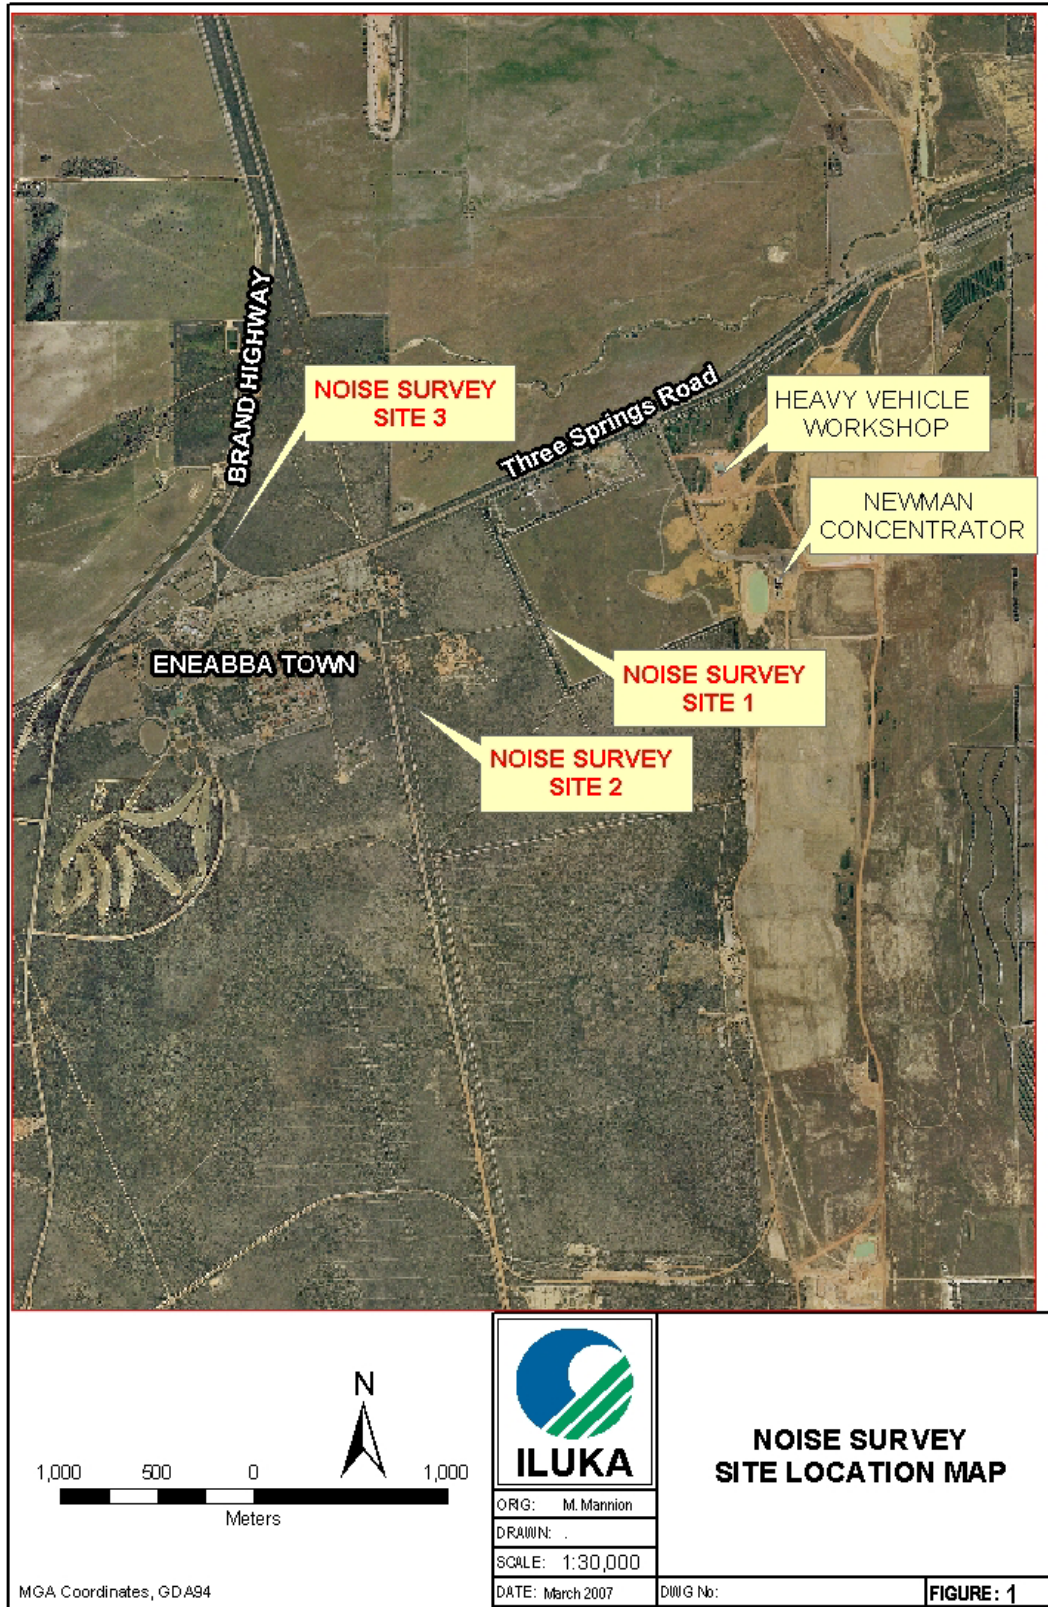 BRAND HIGHWAY
NOISE SURVEY
SITE 3
Three Springs Road
HEAVY VEHICLE
WORKSHOP
NEWMAN
CONCENTRATOR
ENEABBA TOWN
NOISE SURVEY
SITE 1
NOISE SURVEY
SITE 2
N
1,000 500 0 1,000
Meters
MGA Coordinates, GDA94
ILUKA
ORIG: M. Mannion
DRAWN: .
SCALE: 1:30,000
DATE: March 2007
NOISE SURVEY
SITE LOCATION MAP
DWG No:
FIGURE: 1